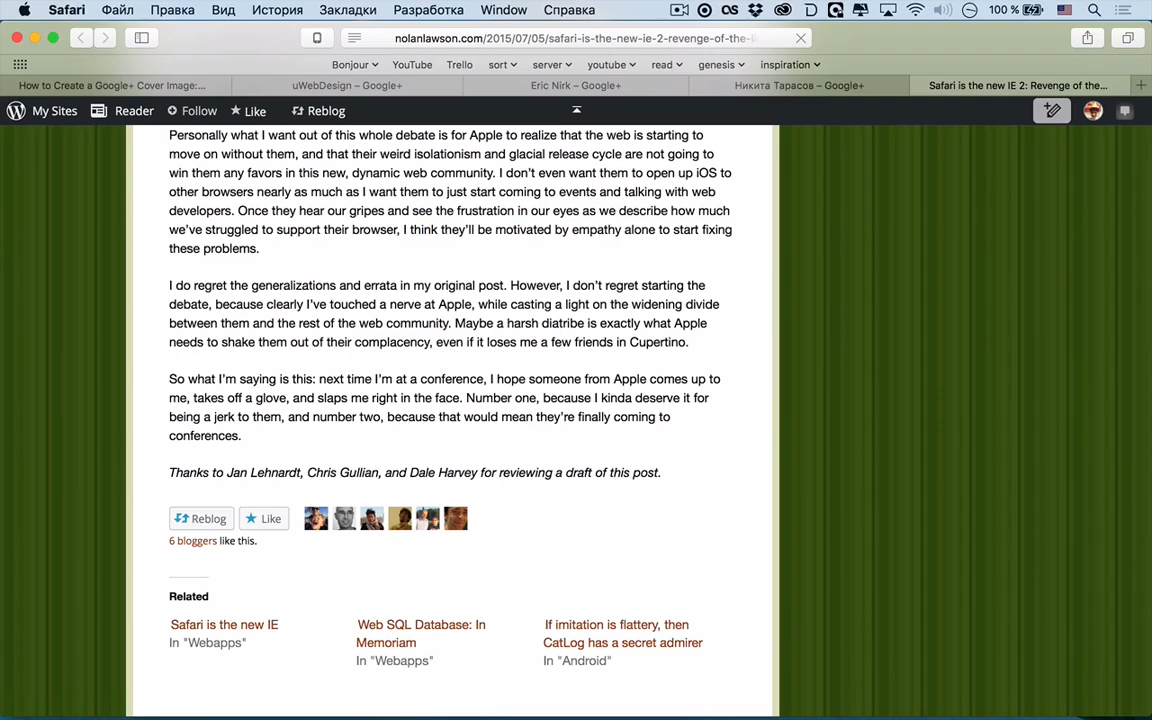 Safari Файл Правка Вид История Закладки Разработка Window Справка 100 %
nolanlawson.com/2015/07/05/safari-is-the-new-ie-2-revenge-of-the-
Bonjour YouTube Trello sort server youtube read genesis inspiration
How to Create a Google+ Cover Image:... uWebDesign – Google+ Eric Nirk – Google+ Никита Тарасов – Google+ Safari is the new IE 2: Revenge of the...
My Sites Reader Follow Like Reblog
Personally what I want out of this whole debate is for Apple to realize that the web is starting to
move on without them, and that their weird isolationism and glacial release cycle are not going to
win them any favors in this new, dynamic web community. I don't even want them to open up iOS to
other browsers nearly as much as I want them to just start coming to events and talking with web
developers. Once they hear our gripes and see the frustration in our eyes as we describe how much
we've struggled to support their browser, I think they'll be motivated by empathy alone to start fixing
these problems.
I do regret the generalizations and errata in my original post. However, I don't regret starting the
debate, because clearly I've touched a nerve at Apple, while casting a light on the widening divide
between them and the rest of the web community. Maybe a harsh diatribe is exactly what Apple
needs to shake them out of their complacency, even if it loses me a few friends in Cupertino.
So what I'm saying is this: next time I'm at a conference, I hope someone from Apple comes up to
me, takes off a glove, and slaps me right in the face. Number one, because I kinda deserve it for
being a jerk to them, and number two, because that would mean they're finally coming to
conferences.
Thanks to Jan Lehnardt, Chris Gullian, and Dale Harvey for reviewing a draft of this post.
Reblog Like
6 bloggers like this.
Related
Safari is the new IE Web SQL Database: In If imitation is flattery, then
In "Webapps" Memoriam CatLog has a secret admirer
In "Webapps" In "Android"